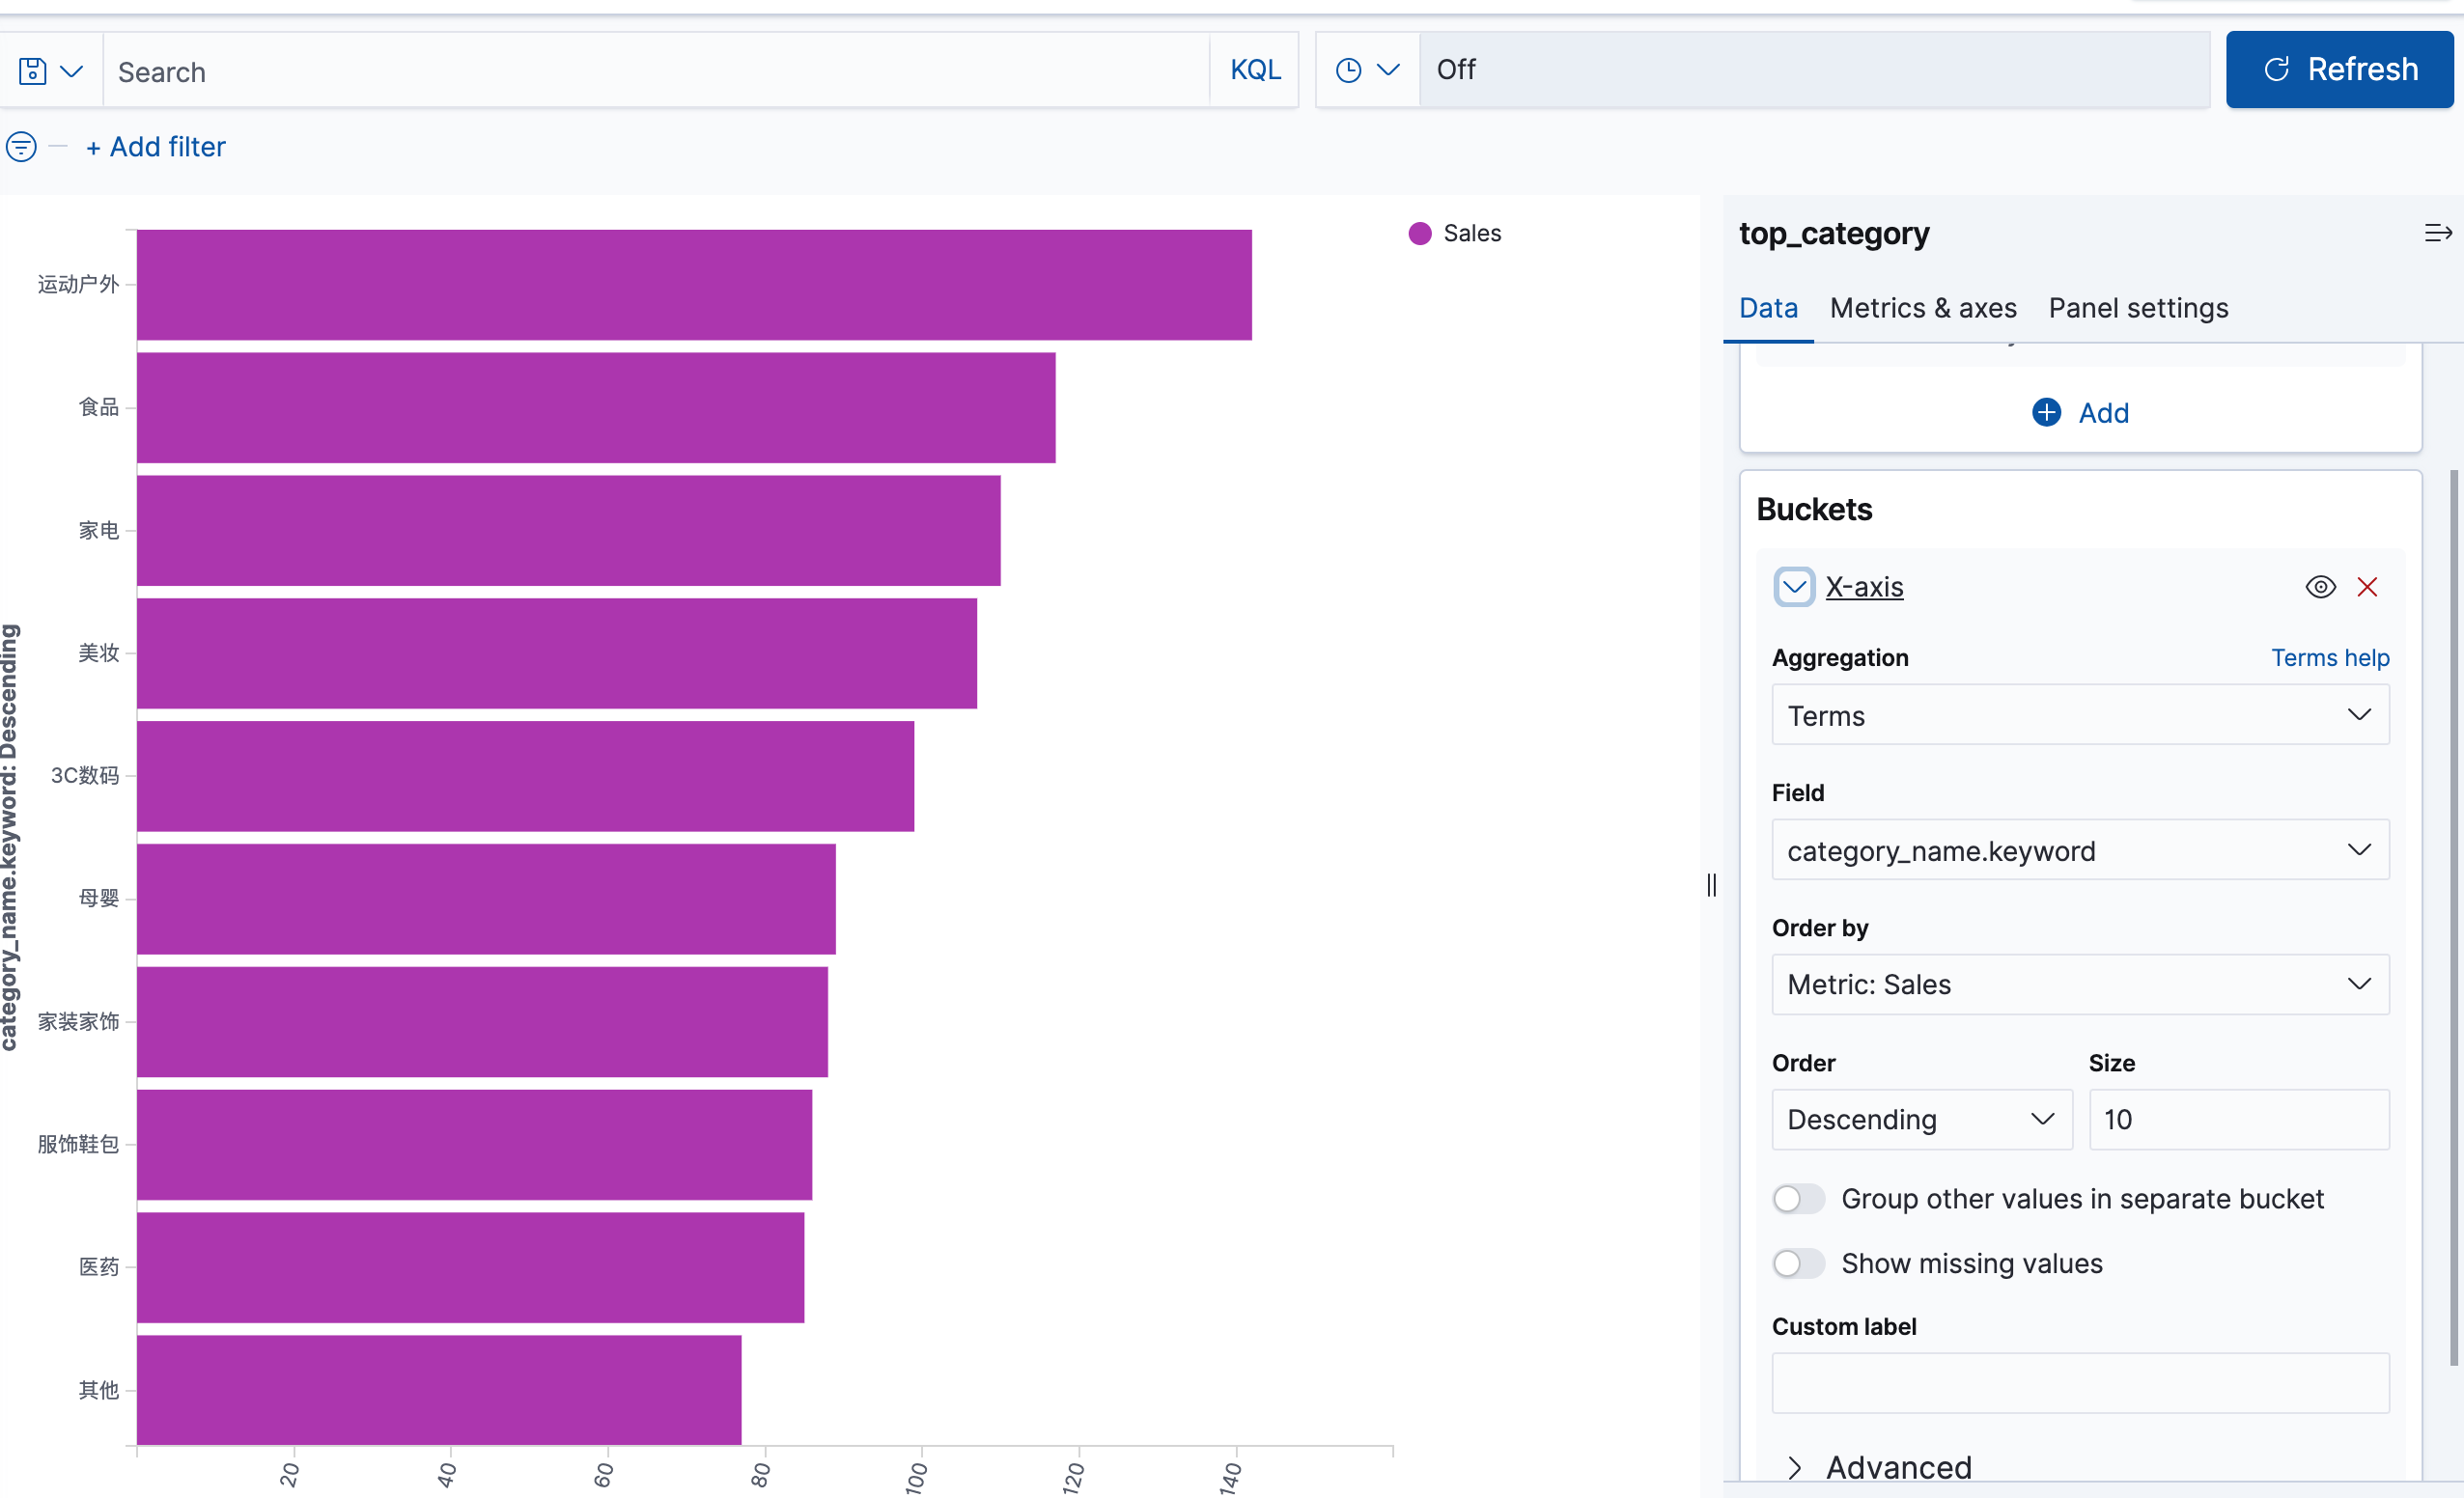 Search
KQL
Off
Refresh
+ Add filter
Sales
运动户外
食品
家电
美妆
3C数码
母婴
家装家饰
服饰鞋包
医药
其他
category_name.keyword: Descending
20
40
60
80
100
120
140
top_category
Data
Metrics & axes
Panel settings
Add
Buckets
X-axis
Aggregation
Terms help
Terms
Field
category_name.keyword
Order by
Metric: Sales
Order
Size
Descending
10
Group other values in separate bucket
Show missing values
Custom label
Advanced